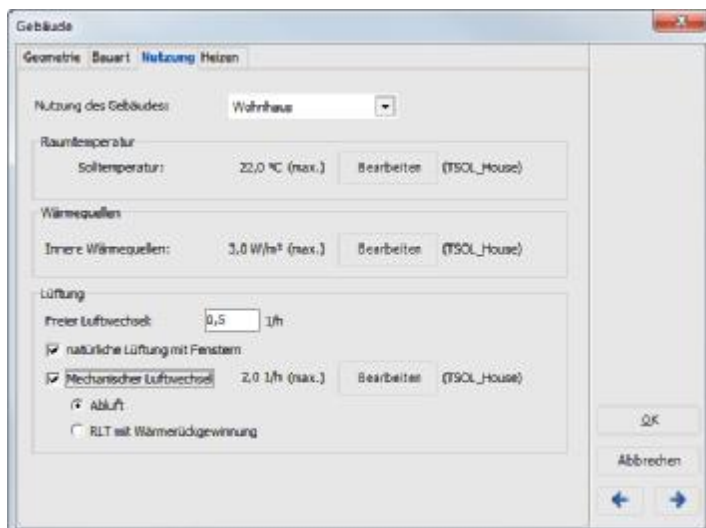 Gebäude
Geometrie Bauart Nutzung Heizen
Nutzung des Gebäudes: Wohnhaus
Raumtemperatur
Solltemperatur: 22,0 °C (max.) Bearbeiten (TSOL_House)
Wärmequellen
Innere Wärmequellen: 3,0 W/m² (max.) Bearbeiten (TSOL_House)
Lüftung
Freier Luftwechsel: 0,5 1/h
natürliche Lüftung mit Fenstern
Mechanischer Luftwechsel 2,0 1/h (max.) Bearbeiten (TSOL_House)
Abluft
RLT mit Wärmerückgewinnung
OK
Abbrechen